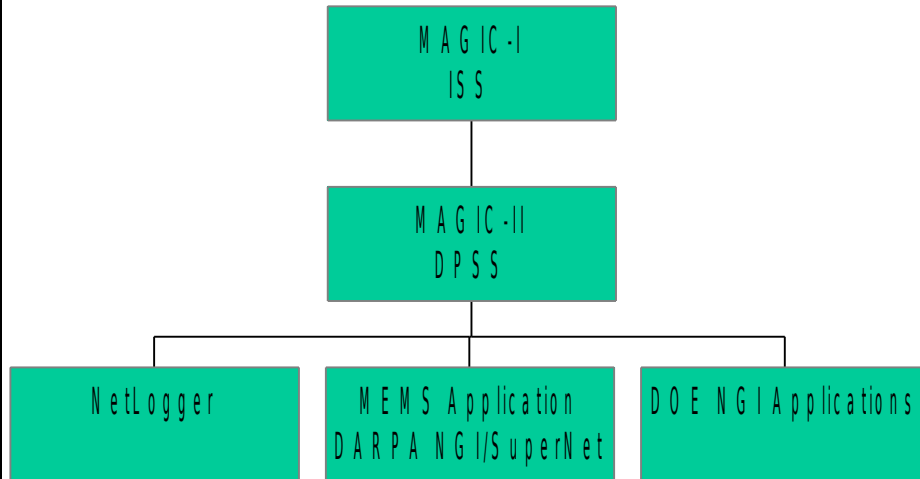 MAGIC-I
ISS
MAGIC-II
DPSS
NetLogger
MEMS Application
DARPA NGI/SuperNet
DOE NGI Applications